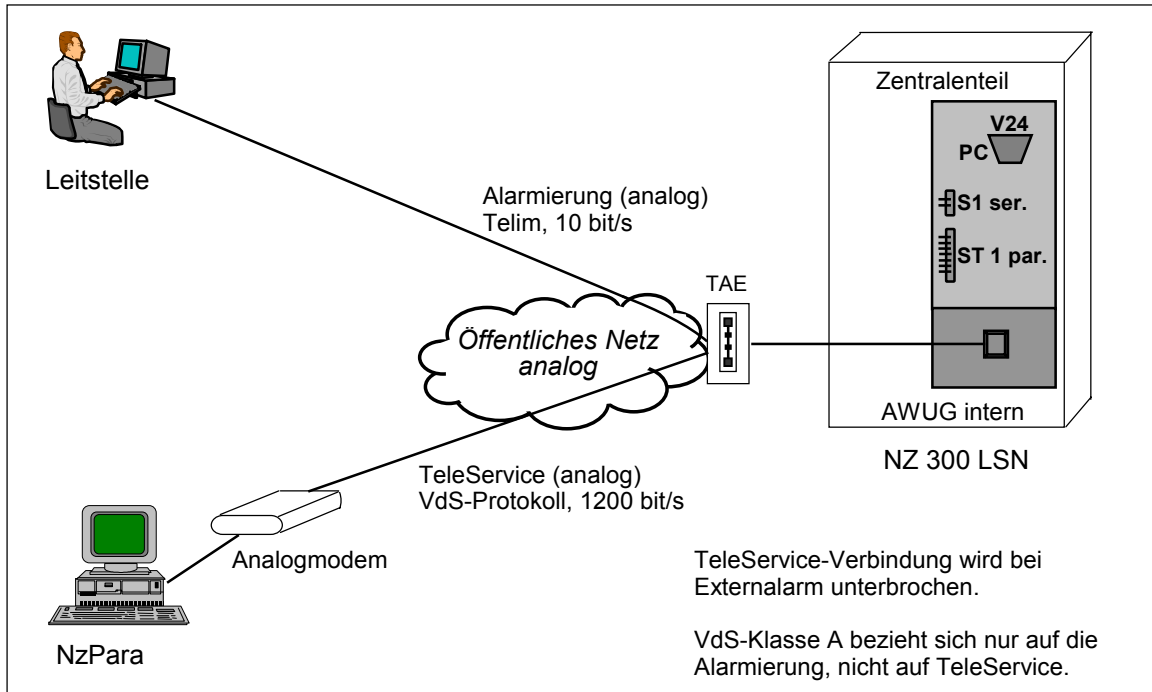 Leitstelle
Alarmierung (analog)
Telim, 10 bit/s
Zentralenteil
V24
PC
S1 ser.
ST 1 par.
TAE
Öffentliches Netz
analog
AWUG intern
NZ 300 LSN
TeleService (analog)
VdS-Protokoll, 1200 bit/s
Analogmodem
NzPara
TeleService-Verbindung wird bei
Externalarm unterbrochen.
VdS-Klasse A bezieht sich nur auf die
Alarmierung, nicht auf TeleService.